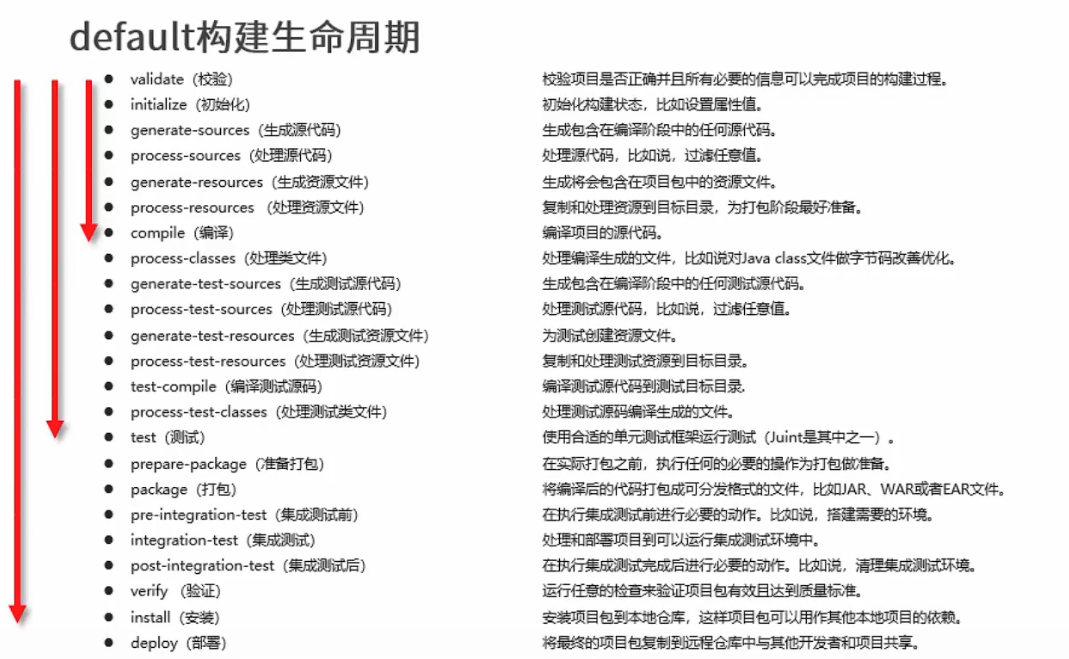 default构建生命周期
validate（校验） 校验项目是否正确并且所有必要的信息可以完成项目的构建过程。
initialize（初始化） 初始化构建状态，比如设置属性值。
generate-sources（生成源代码） 生成包含在编译阶段中的任何源代码。
process-sources（处理源代码） 处理源代码，比如说，过滤任意值。
generate-resources（生成资源文件） 生成将会包含在项目包中的资源文件。
process-resources （处理资源文件） 复制和处理资源到目标目录，为打包阶段最好准备。
compile（编译） 编译项目的源代码。
process-classes（处理类文件） 处理编译生成的文件，比如说对Java class文件做字节码改善优化。
generate-test-sources（生成测试源代码） 生成包含在编译阶段中的任何测试源代码。
process-test-sources（处理测试源代码） 处理测试源代码，比如说，过滤任意值。
generate-test-resources（生成测试资源文件） 为测试创建资源文件。
process-test-resources（处理测试资源文件） 复制和处理测试资源到目标目录。
test-compile（编译测试源码） 编译测试源代码到测试目标目录.
process-test-classes（处理测试类文件） 处理测试源码编译生成的文件。
test（测试） 使用合适的单元测试框架运行测试（Juint是其中之一）。
prepare-package（准备打包） 在实际打包之前，执行任何的必要的操作为打包做准备。
package（打包） 将编译后的代码打包成可分发格式的文件，比如JAR、WAR或者EAR文件。
pre-integration-test（集成测试前） 在执行集成测试前进行必要的动作。比如说，搭建需要的环境。
integration-test（集成测试） 处理和部署项目到可以运行集成测试环境中。
post-integration-test（集成测试后） 在执行集成测试完成后进行必要的动作。比如说，清理集成测试环境。
verify （验证） 运行任意的检查来验证项目包有效且达到质量标准。
install（安装） 安装项目包到本地仓库，这样项目包可以用作其他本地项目的依赖。
deploy（部署） 将最终的项目包复制到远程仓库中与其他开发者和项目共享。